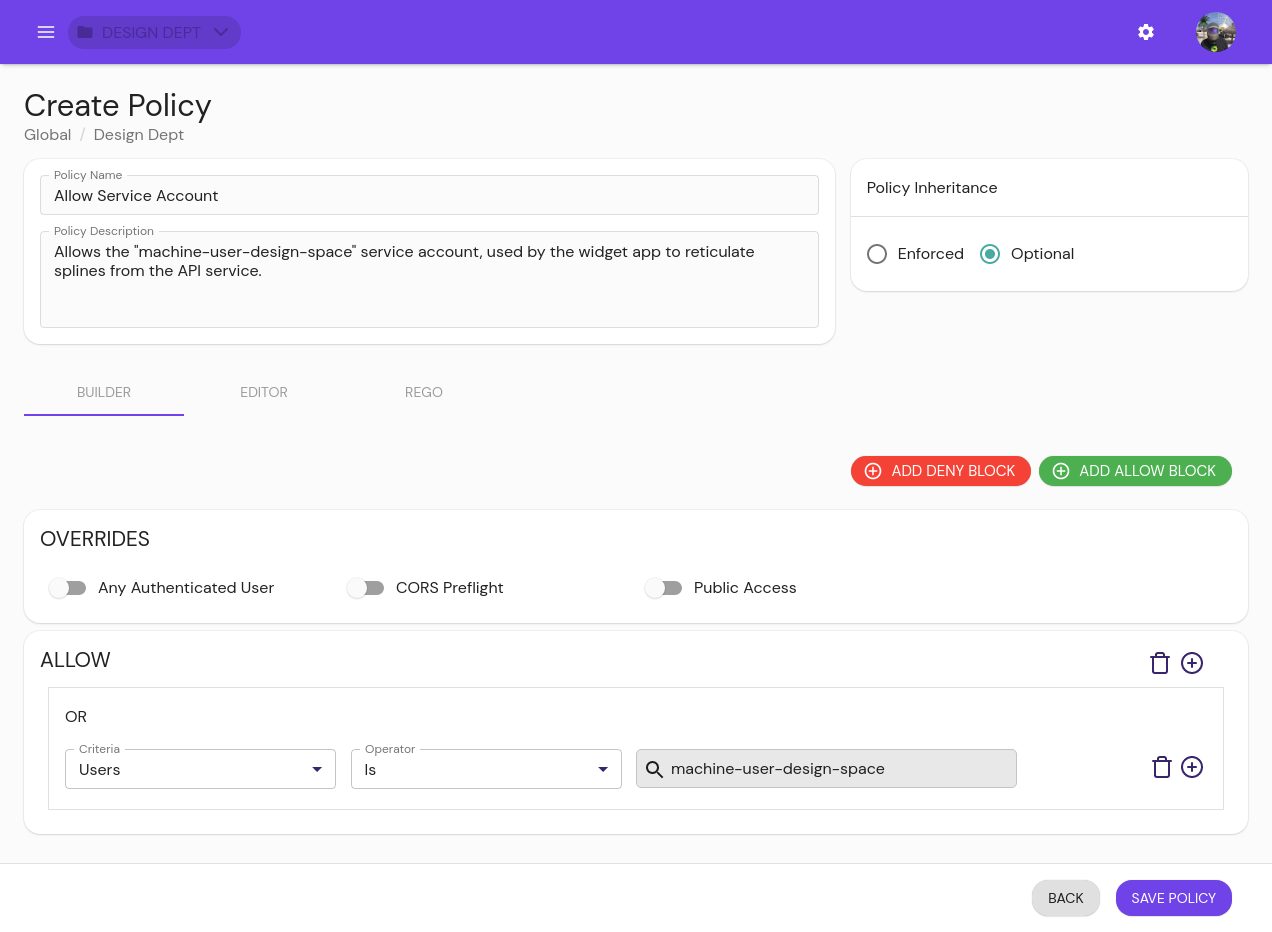 DESIGN DEPT
Create Policy
Global / Design Dept
Policy Name
Allow Service Account
Policy Description
Allows the "machine-user-design-space" service account, used by the widget app to reticulate
splines from the API service.
Policy Inheritance
Enforced Optional
BUILDER EDITOR REGO
ADD DENY BLOCK ADD ALLOW BLOCK
OVERRIDES
Any Authenticated User CORS Preflight Public Access
ALLOW
OR
Criteria Operator
Users Is machine-user-design-space
BACK SAVE POLICY